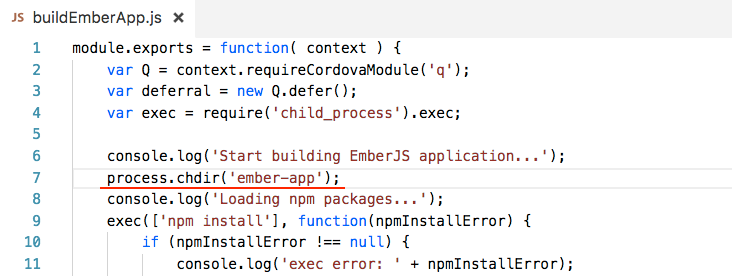 JS buildEmberApp.js ×
1 module.exports = function( context ) {
2 var Q = context.requireCordovaModule('q');
3 var deferral = new Q.defer();
4 var exec = require('child_process').exec;
5
6 console.log('Start building EmberJS application...');
7 process.chdir('ember-app');
8 console.log('Loading npm packages...');
9 exec(['npm install'], function(npmInstallError) {
10 if (npmInstallError !== null) {
11 console.log('exec error: ' + npmInstallError);